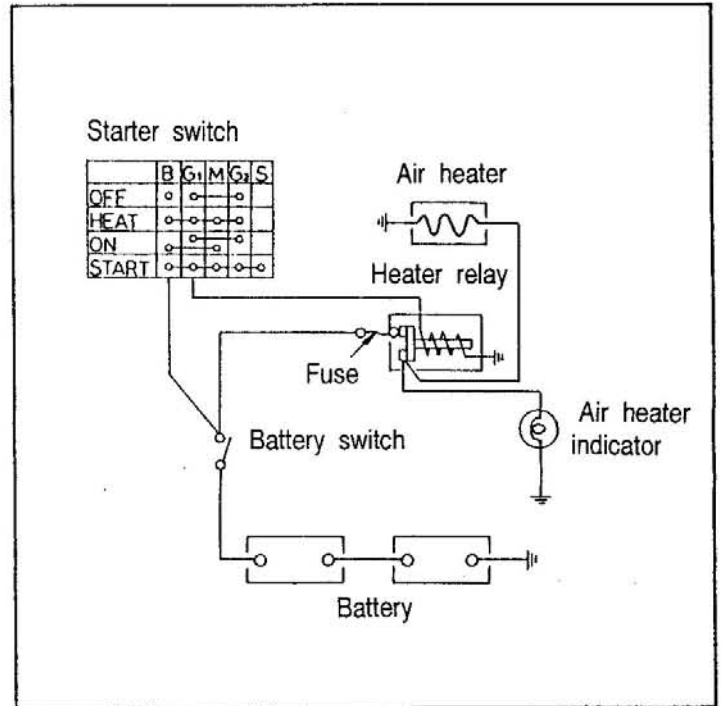 Starter switch
B G₁ M G₂ S
OFF
HEAT
ON
START
Air heater
Heater relay
Fuse
Battery switch
Air heater
indicator
Battery